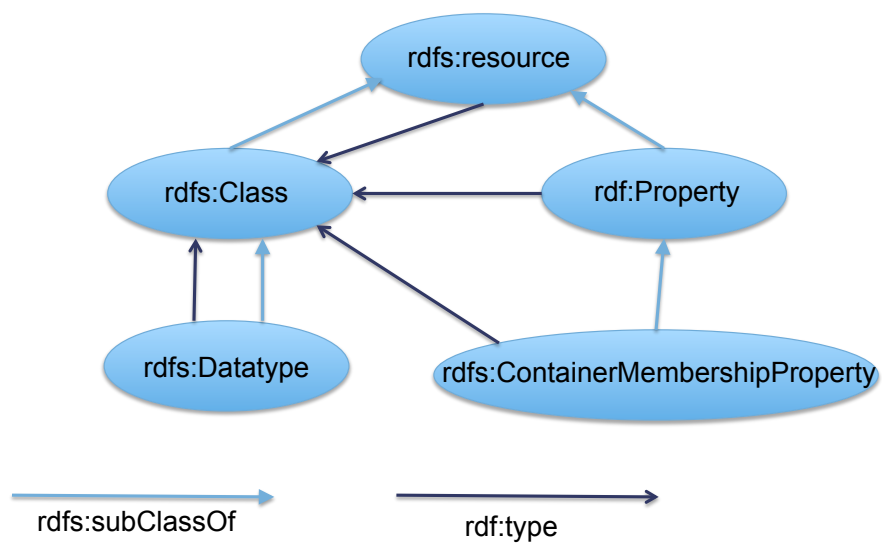 rdfs:resource
rdfs:Class
rdf:Property
rdfs:Datatype
rdfs:ContainerMembershipProperty
rdfs:subClassOf
rdf:type